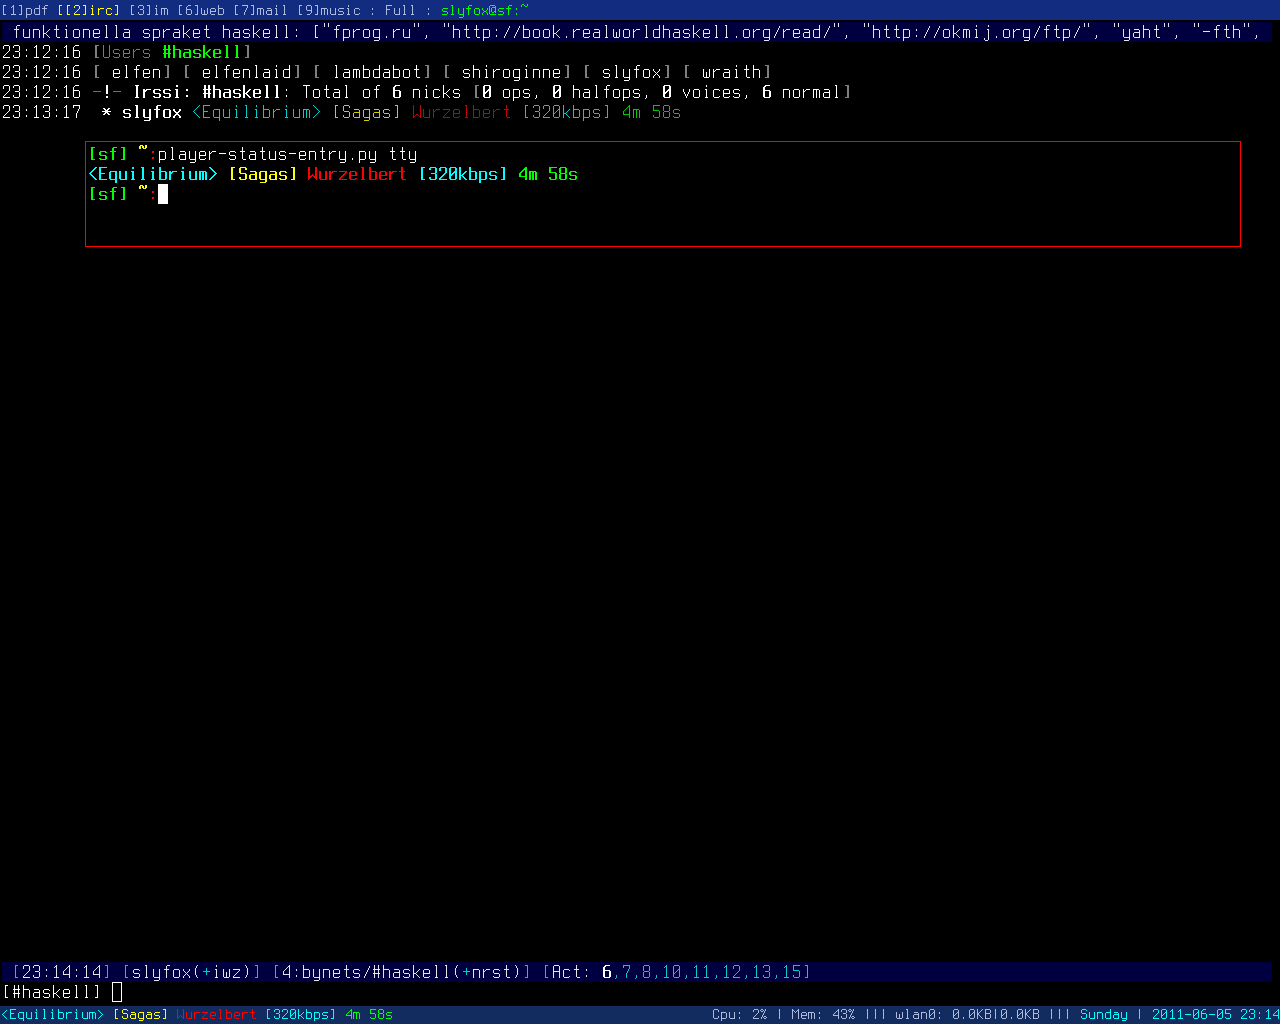 [1]pdf [[2]irc] [3]im [6]web [7]mail [9]music : Full : slyfox@sf:~
funktionella spraket haskell: ["fprog.ru", "http://book.realworldhaskell.org/read/", "http://okmij.org/ftp/", "yaht", "-fth",
23:12:16 [Users #haskell]
23:12:16 [ elfen] [ elfenlaid] [ lambdabot] [ shiroginne] [ slyfox] [ wraith]
23:12:16 -!- Irssi: #haskell: Total of 6 nicks [0 ops, 0 halfops, 0 voices, 6 normal]
23:13:17  * slyfox <Equilibrium> [Sagas] Wurzelbert [320kbps] 4m 58s
[sf] ~:player-status-entry.py tty
<Equilibrium> [Sagas] Wurzelbert [320kbps] 4m 58s
[sf] ~:
[23:14:14] [slyfox(+iwz)] [4:bynets/#haskell(+nrst)] [Act: 6,7,8,10,11,12,13,15]
[#haskell]
<Equilibrium> [Sagas] Wurzelbert [320kbps] 4m 58s Cpu: 2% | Mem: 43% ||| wlan0: 0.0KB|0.0KB ||| Sunday | 2011-06-05 23:14